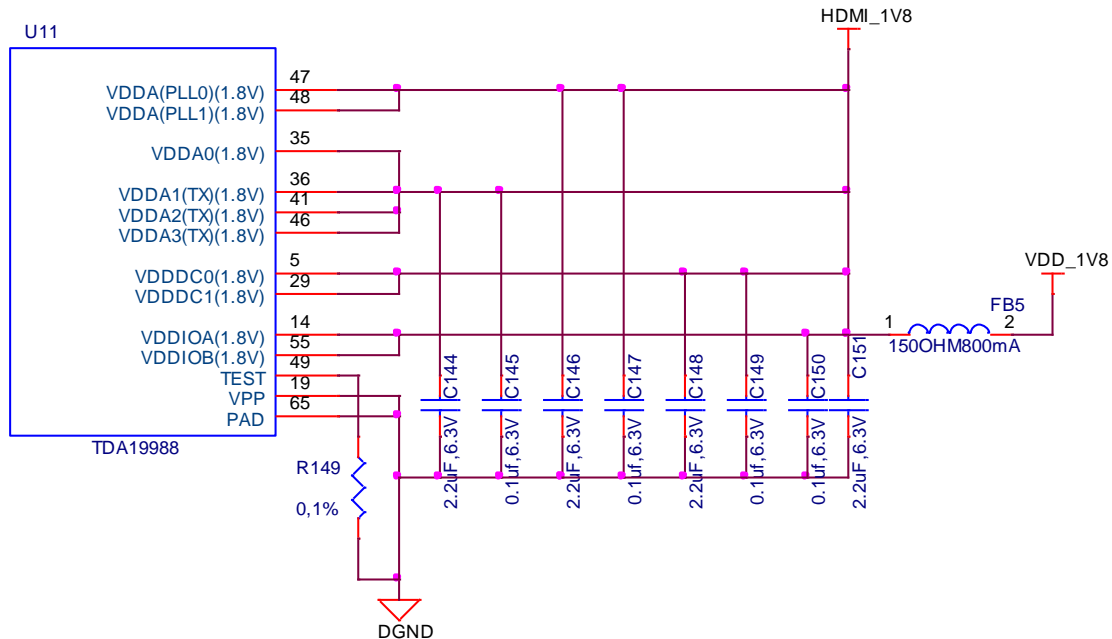 HDMI_1V8
U11
47
VDDA(PLL0)(1.8V)
48
VDDA(PLL1)(1.8V)
35
VDDA0(1.8V)
36
VDDA1(TX)(1.8V)
41
VDDA2(TX)(1.8V)
46
VDDA3(TX)(1.8V)
5
VDDDC0(1.8V)
29
VDDDC1(1.8V)
VDD_1V8
14
VDDIOA(1.8V)
55
VDDIOB(1.8V)
49
TEST
19
VPP
65
PAD
TDA19988
FB5
1
2
150OHM800mA
C144
C145
C146
C147
C148
C149
C150
C151
2.2uF,6.3V
0.1uf,6.3V
2.2uF,6.3V
0.1uf,6.3V
2.2uF,6.3V
0.1uf,6.3V
0.1uf,6.3V
2.2uF,6.3V
R149
0,1%
DGND